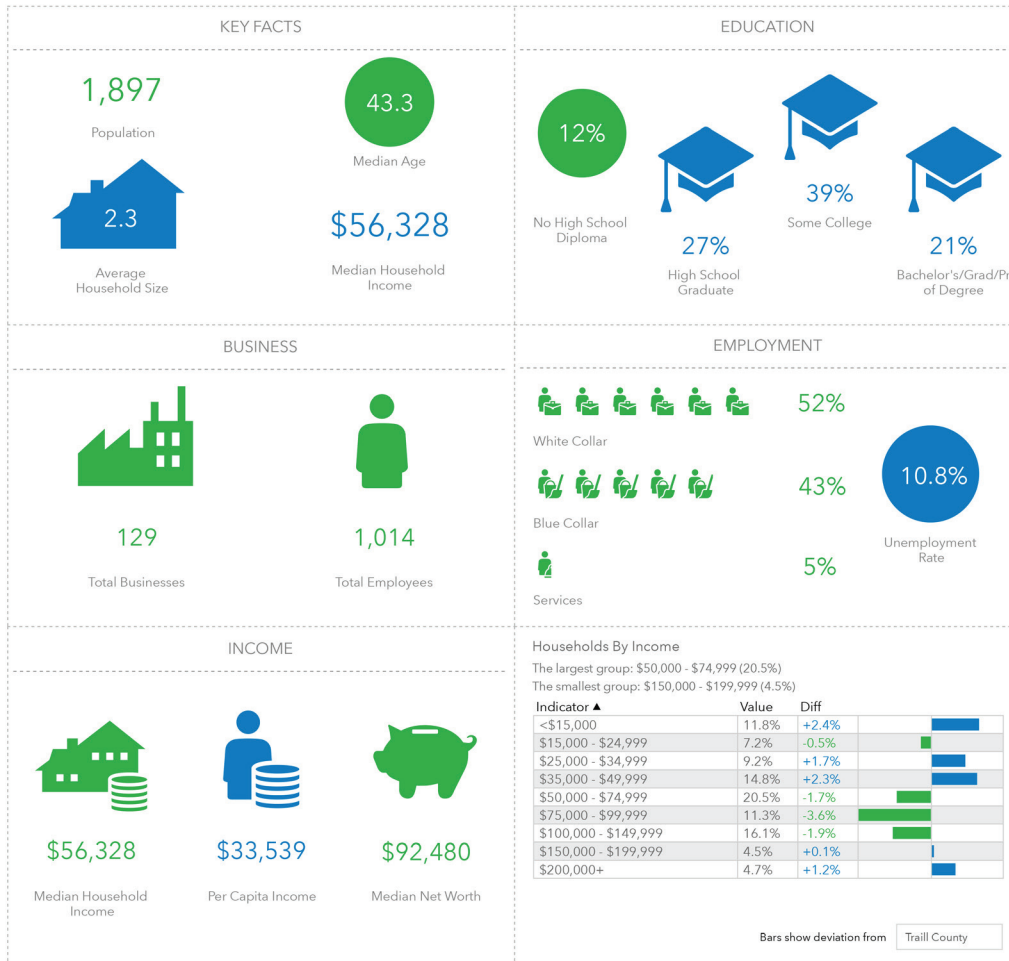 KEY FACTS
1,897
Population
43.3
Median Age
2.3
Average
Household Size
$56,328
Median Household
Income
EDUCATION
12%
No High School
Diploma
27%
High School
Graduate
39%
Some College
21%
Bachelor's/Grad/Pr
of Degree
BUSINESS
129
Total Businesses
1,014
Total Employees
EMPLOYMENT
52%
White Collar
43%
Blue Collar
5%
Services
10.8%
Unemployment
Rate
INCOME
$56,328
Median Household
Income
$33,539
Per Capita Income
$92,480
Median Net Worth
Households By Income
The largest group: $50,000 - $74,999 (20.5%)
The smallest group: $150,000 - $199,999 (4.5%)
Indicator ▲ Value Diff
<$15,000 11.8% +2.4%
$15,000 - $24,999 7.2% -0.5%
$25,000 - $34,999 9.2% +1.7%
$35,000 - $49,999 14.8% +2.3%
$50,000 - $74,999 20.5% -1.7%
$75,000 - $99,999 11.3% -3.6%
$100,000 - $149,999 16.1% -1.9%
$150,000 - $199,999 4.5% +0.1%
$200,000+ 4.7% +1.2%
Bars show deviation from Traill County